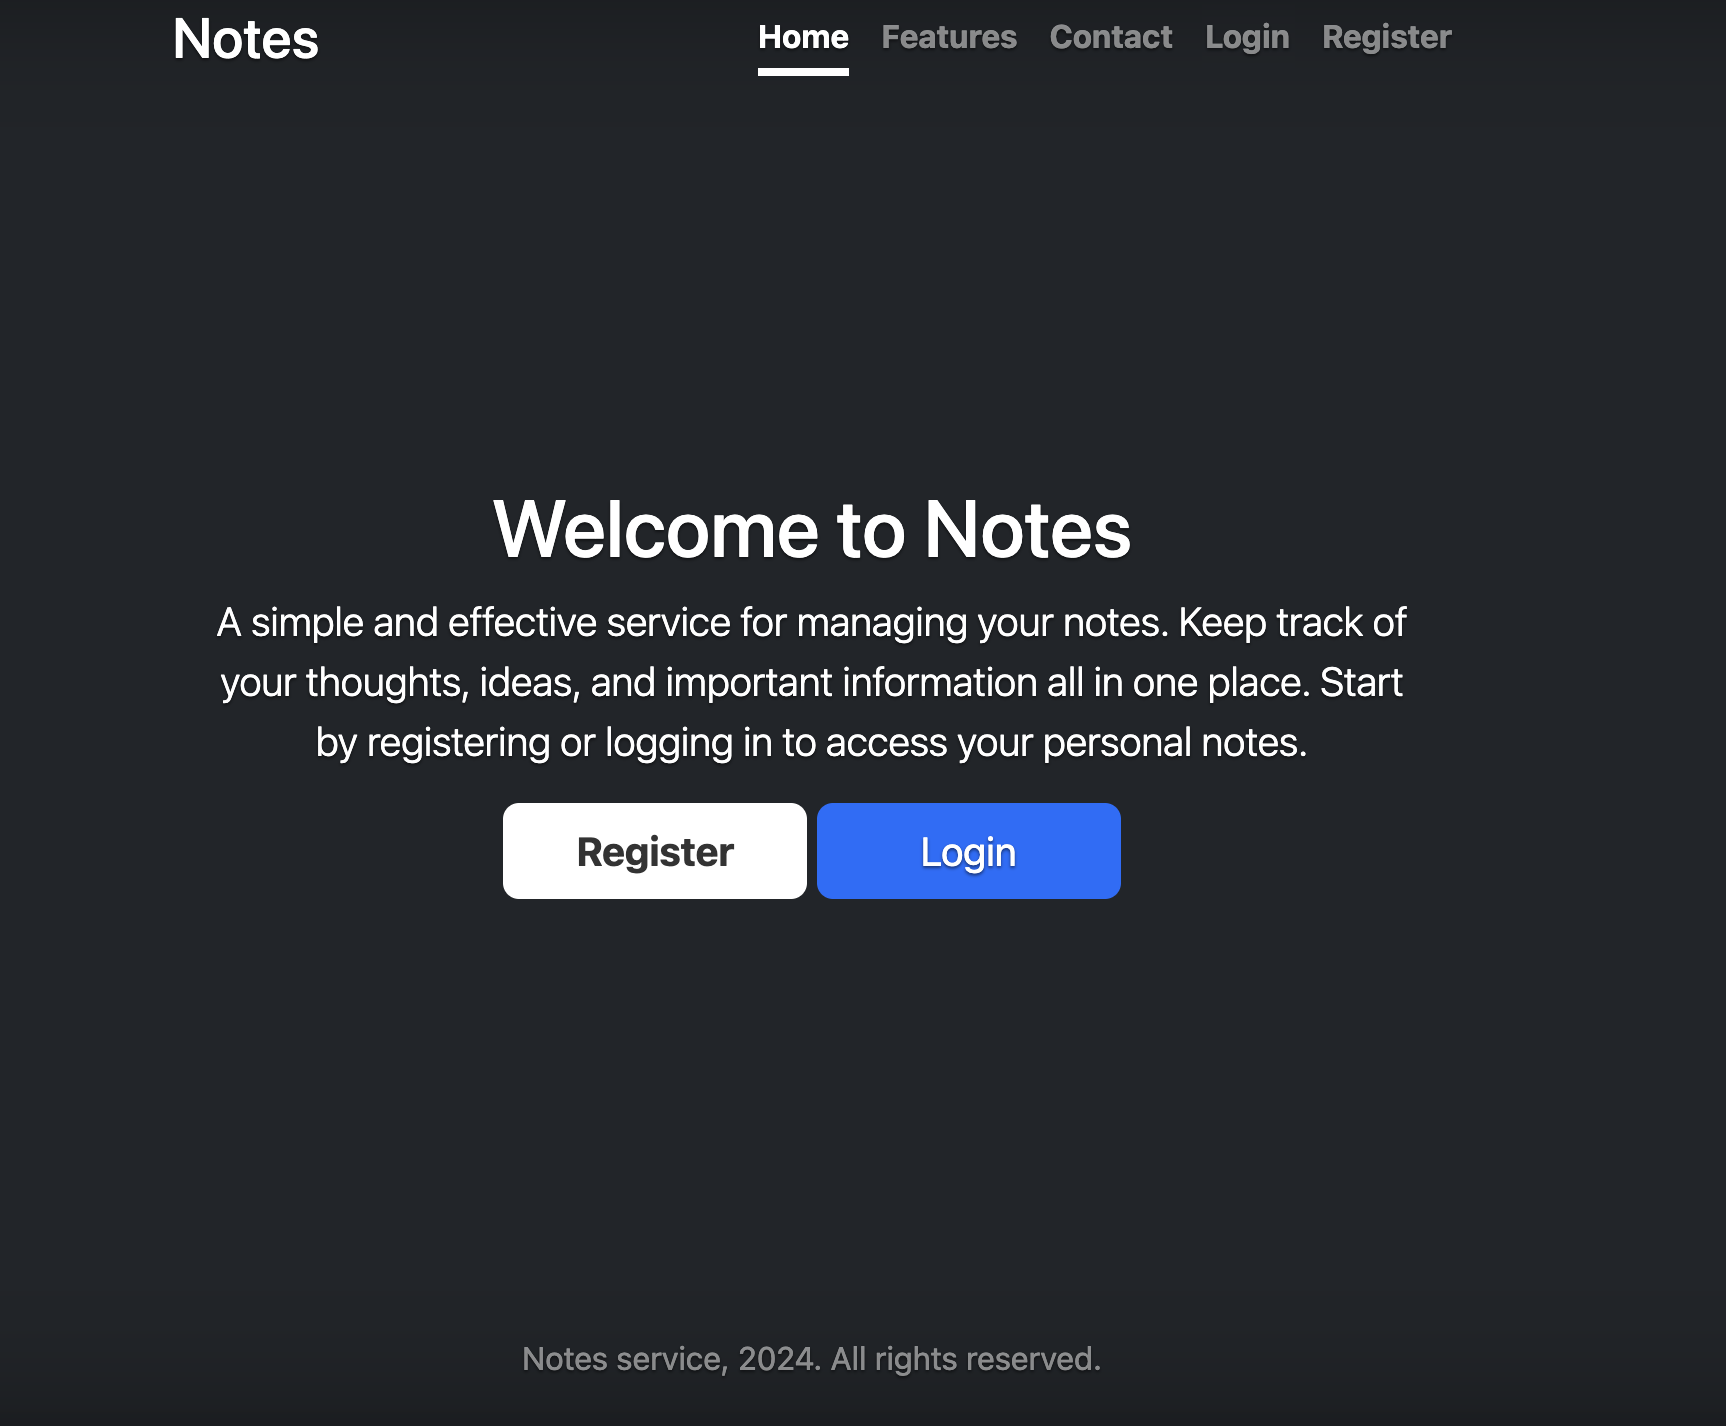 Notes
Home Features Contact Login Register
Welcome to Notes
A simple and effective service for managing your notes. Keep track of
your thoughts, ideas, and important information all in one place. Start
by registering or logging in to access your personal notes.
Register Login
Notes service, 2024. All rights reserved.